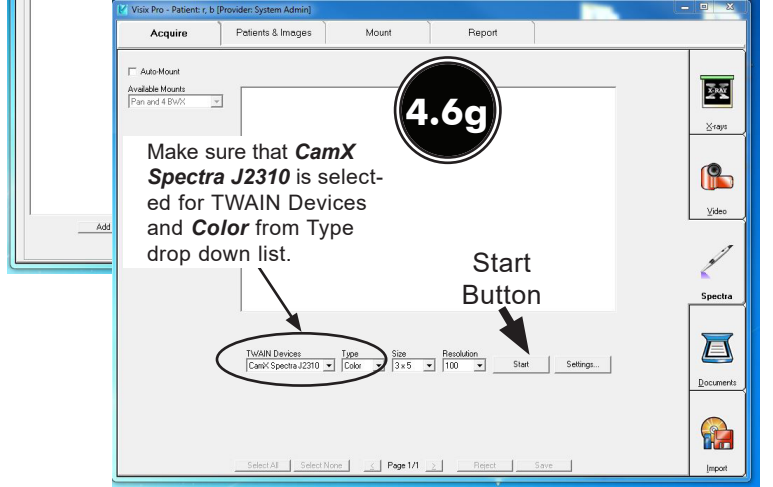 Visix Pro - Patient: r, b [Provider: System Admin]
Acquire Patients & Images Mount Report
Auto-Mount
Available Mounts
Pan and 4 BWX
4.6g
X-RAY
X-rays
Make sure that CamX
Spectra J2310 is select-
ed for TWAIN Devices
and Color from Type
drop down list.
Video
Add
Start
Button
Spectra
TWAIN Devices Type Size Resolution
CamX Spectra J2310 Color 3 x 5 100 Start Settings...
Documents
Select All Select None < Page 1/1 > Reject Save
Import